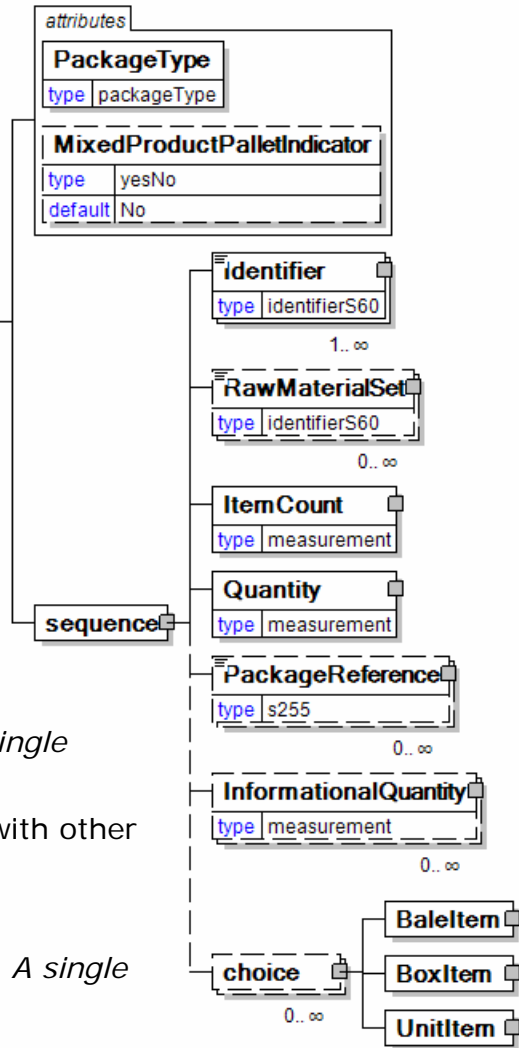 attributes
PackageType
type packageType
MixedProductPalletIndicator
type yesNo
default No
Identifier
type identifierS60
1.. ∞
RawMaterialSet
type identifierS60
0.. ∞
ItemCount
type measurement
Quantity
type measurement
sequence
PackageReference
type s255
0.. ∞
ingle
InformationalQuantity
type measurement
0.. ∞
with other
BaleItem
A single
choice
BoxItem
0.. ∞
UnitItem